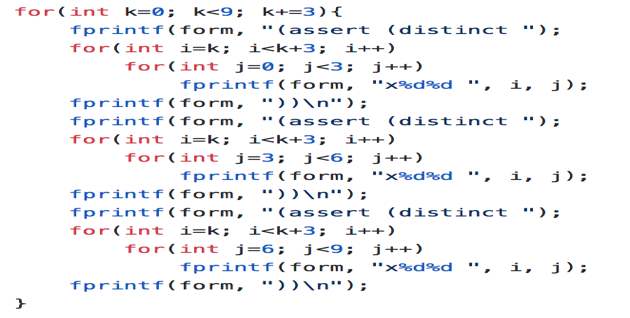 for(int k=0; k<9; k+=3){
    fprintf(form, "(assert (distinct ");
    for(int i=k; i<k+3; i++)
        for(int j=0; j<3; j++)
            fprintf(form, "x%d%d ", i, j);
    fprintf(form, "))\n");
    fprintf(form, "(assert (distinct ");
    for(int i=k; i<k+3; i++)
        for(int j=3; j<6; j++)
            fprintf(form, "x%d%d ", i, j);
    fprintf(form, "))\n");
    fprintf(form, "(assert (distinct ");
    for(int i=k; i<k+3; i++)
        for(int j=6; j<9; j++)
            fprintf(form, "x%d%d ", i, j);
    fprintf(form, "))\n");
}